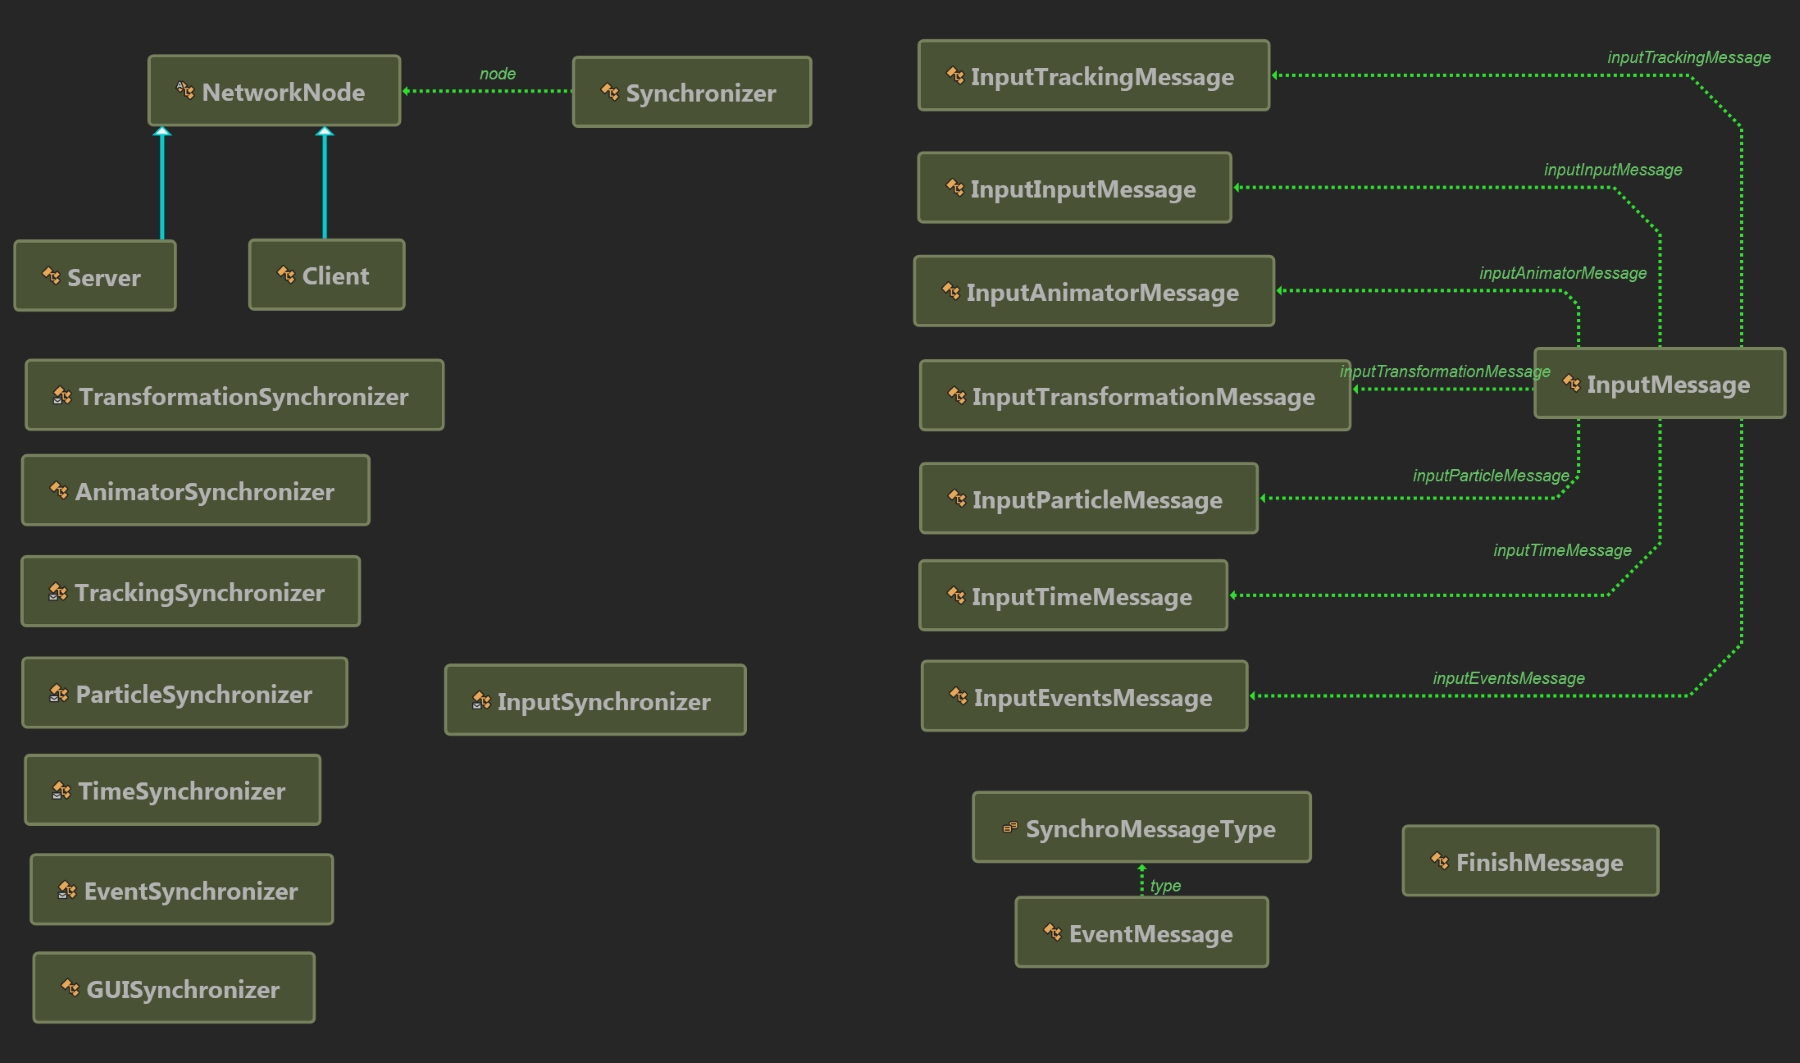 NetworkNode
node
Synchronizer
Server
Client
TransformationSynchronizer
AnimatorSynchronizer
TrackingSynchronizer
ParticleSynchronizer
InputSynchronizer
TimeSynchronizer
EventSynchronizer
GUISynchronizer
InputTrackingMessage
inputTrackingMessage
InputInputMessage
inputInputMessage
InputAnimatorMessage
inputAnimatorMessage
InputTransformationMessage
inputTransformationMessage
InputMessage
InputParticleMessage
inputParticleMessage
InputTimeMessage
inputTimeMessage
InputEventsMessage
inputEventsMessage
SynchroMessageType
type
EventMessage
FinishMessage